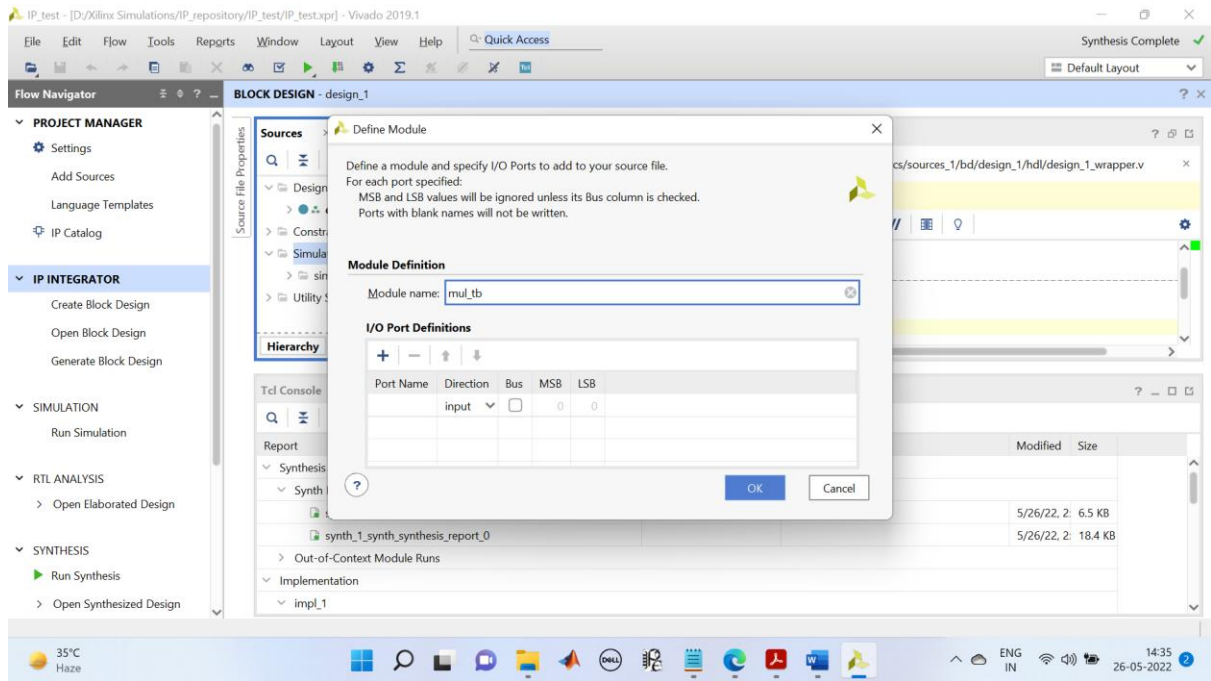 IP_test - [D:/Xilinx Simulations/IP_repository/IP_test/IP_test.xpr] - Vivado 2019.1
File Edit Flow Tools Reports Window Layout View Help Quick Access Synthesis Complete
Default Layout
Flow Navigator
PROJECT MANAGER
Settings
Add Sources
Language Templates
IP Catalog
IP INTEGRATOR
Create Block Design
Open Block Design
Generate Block Design
SIMULATION
Run Simulation
RTL ANALYSIS
Open Elaborated Design
SYNTHESIS
Run Synthesis
Open Synthesized Design
BLOCK DESIGN - design_1
Source File Properties
Sources
Design
Constra
Simula
sim
Utility S
Hierarchy
cs/sources_1/bd/design_1/hdl/design_1_wrapper.v
Define Module
Define a module and specify I/O Ports to add to your source file.
For each port specified:
MSB and LSB values will be ignored unless its Bus column is checked.
Ports with blank names will not be written.
Module Definition
Module name: mul_tb
I/O Port Definitions
Port Name Direction Bus MSB LSB
input 0 0
? OK Cancel
Tcl Console
Report Modified Size
Synthesis
Synth
5/26/22, 2: 6.5 KB
synth_1_synth_synthesis_report_0 5/26/22, 2: 18.4 KB
Out-of-Context Module Runs
Implementation
impl_1
35°C
Haze
DELL
ENG
IN
14:35
26-05-2022
2